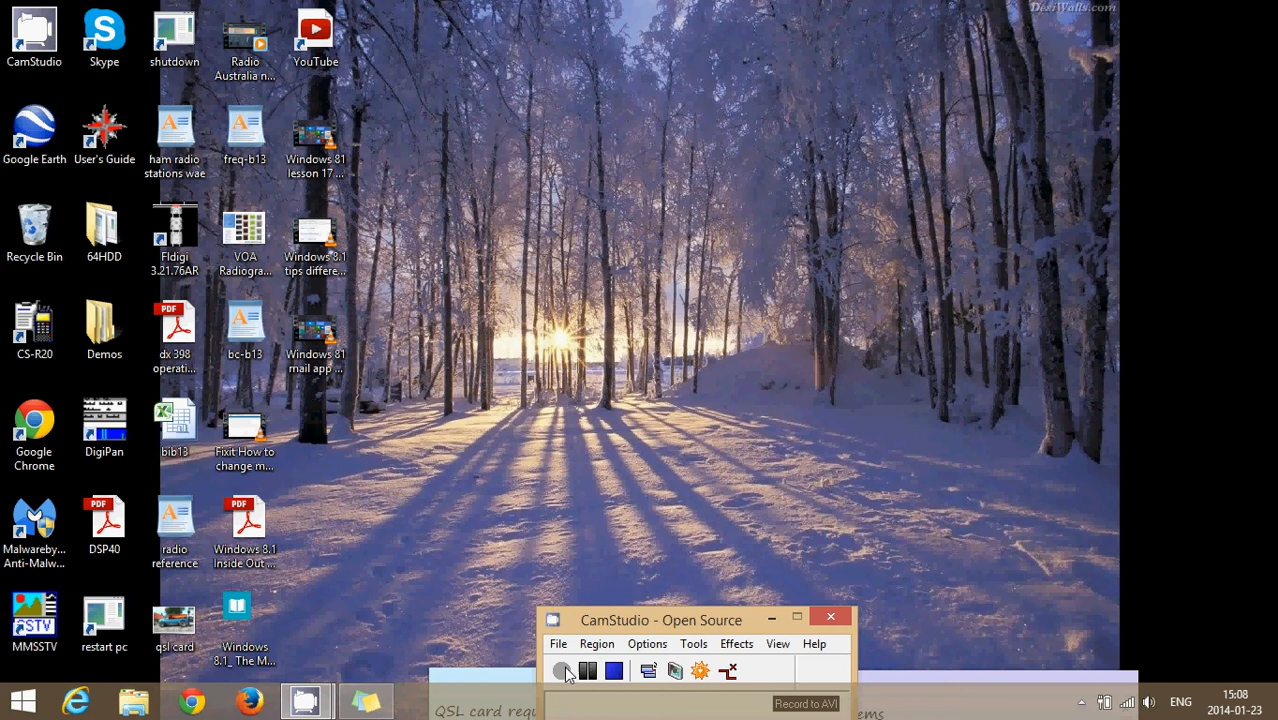 DesiWalls.com
CamStudio
Skype
shutdown
Radio
Australia n...
YouTube
Google Earth
User's Guide
ham radio
stations wae
freq-b13
Windows 81
lesson 17 ...
Recycle Bin
64HDD
Fldigi
3.21.76AR
VOA
Radiogra...
Windows 8.1
tips differe...
CS-R20
Demos
PDF
dx 398
operati...
bc-b13
Windows 81
mail app ...
Google
Chrome
DigiPan
bib13
Fixit How to
change m...
Malwareby...
Anti-Malw...
PDF
DSP40
radio
reference
PDF
Windows 8.1
Inside Out ...
SSTV
MMSSTV
restart pc
qsl card
Windows
8.1_ The M...
CamStudio - Open Source
File Region Options Tools Effects View Help
Record to AVI
QSL card requ
ems
ENG
15:08
2014-01-23